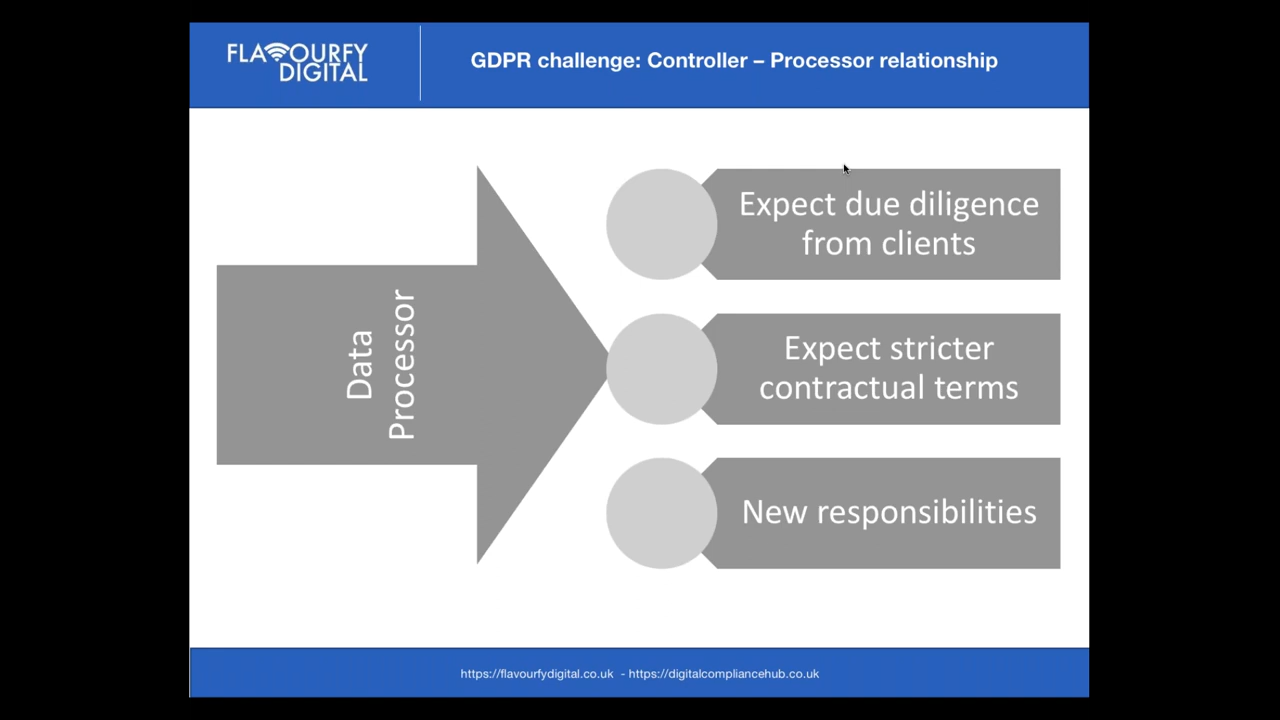 FLAVOURFY
DIGITAL
GDPR challenge: Controller – Processor relationship
Data
Processor
Expect due diligence
from clients
Expect stricter
contractual terms
New responsibilities
https://flavourfydigital.co.uk - https://digitalcompliancehub.co.uk